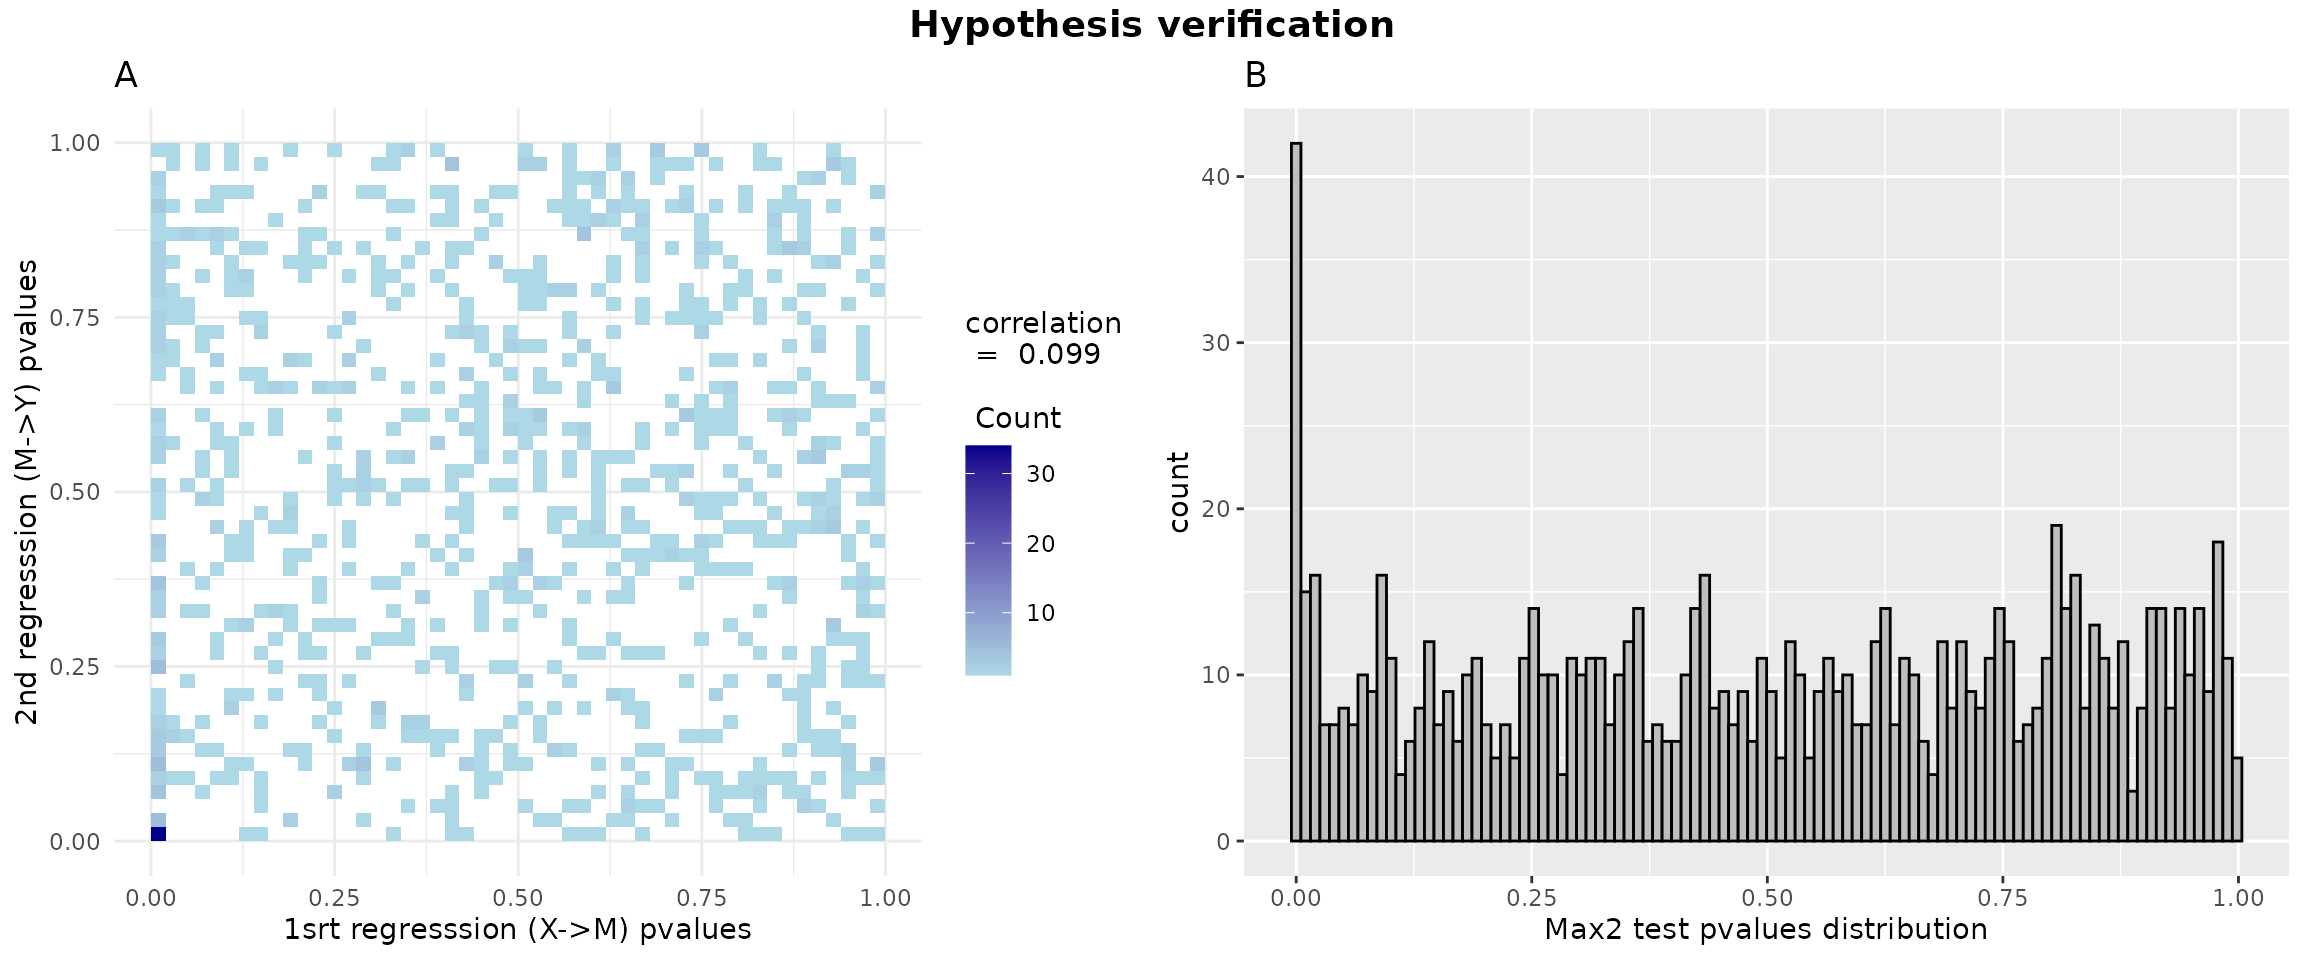 Hypothesis verification
A
1.00
0.75
0.50
0.25
0.00
2nd regresssion (M->Y) pvalues
0.00 0.25 0.50 0.75 1.00
1srt regresssion (X->M) pvalues
correlation
= 0.099
Count
30
20
10
B
40
30
20
10
0
count
0.00 0.25 0.50 0.75 1.00
Max2 test pvalues distribution